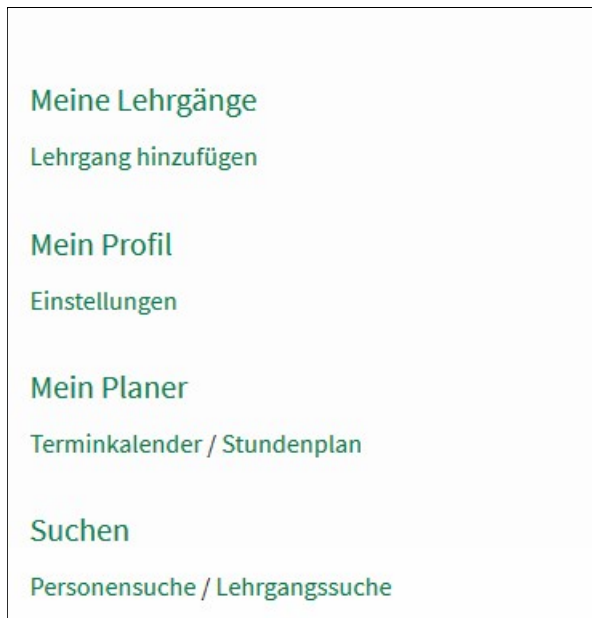 Meine Lehrgänge
Lehrgang hinzufügen
Mein Profil
Einstellungen
Mein Planer
Terminkalender / Stundenplan
Suchen
Personensuche / Lehrgangssuche